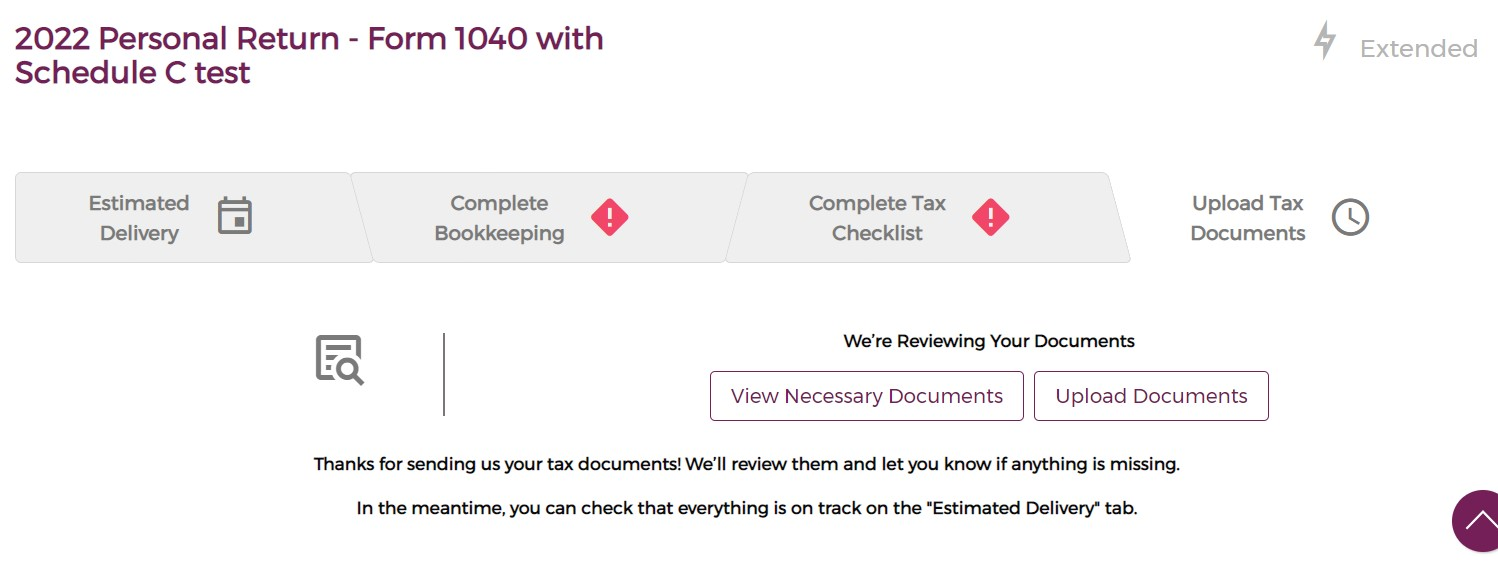 2022 Personal Return - Form 1040 with
Schedule C test
Extended
Estimated
Delivery
Complete
Bookkeeping
Complete Tax
Checklist
Upload Tax
Documents
We’re Reviewing Your Documents
View Necessary Documents
Upload Documents
Thanks for sending us your tax documents! We’ll review them and let you know if anything is missing.
In the meantime, you can check that everything is on track on the "Estimated Delivery" tab.